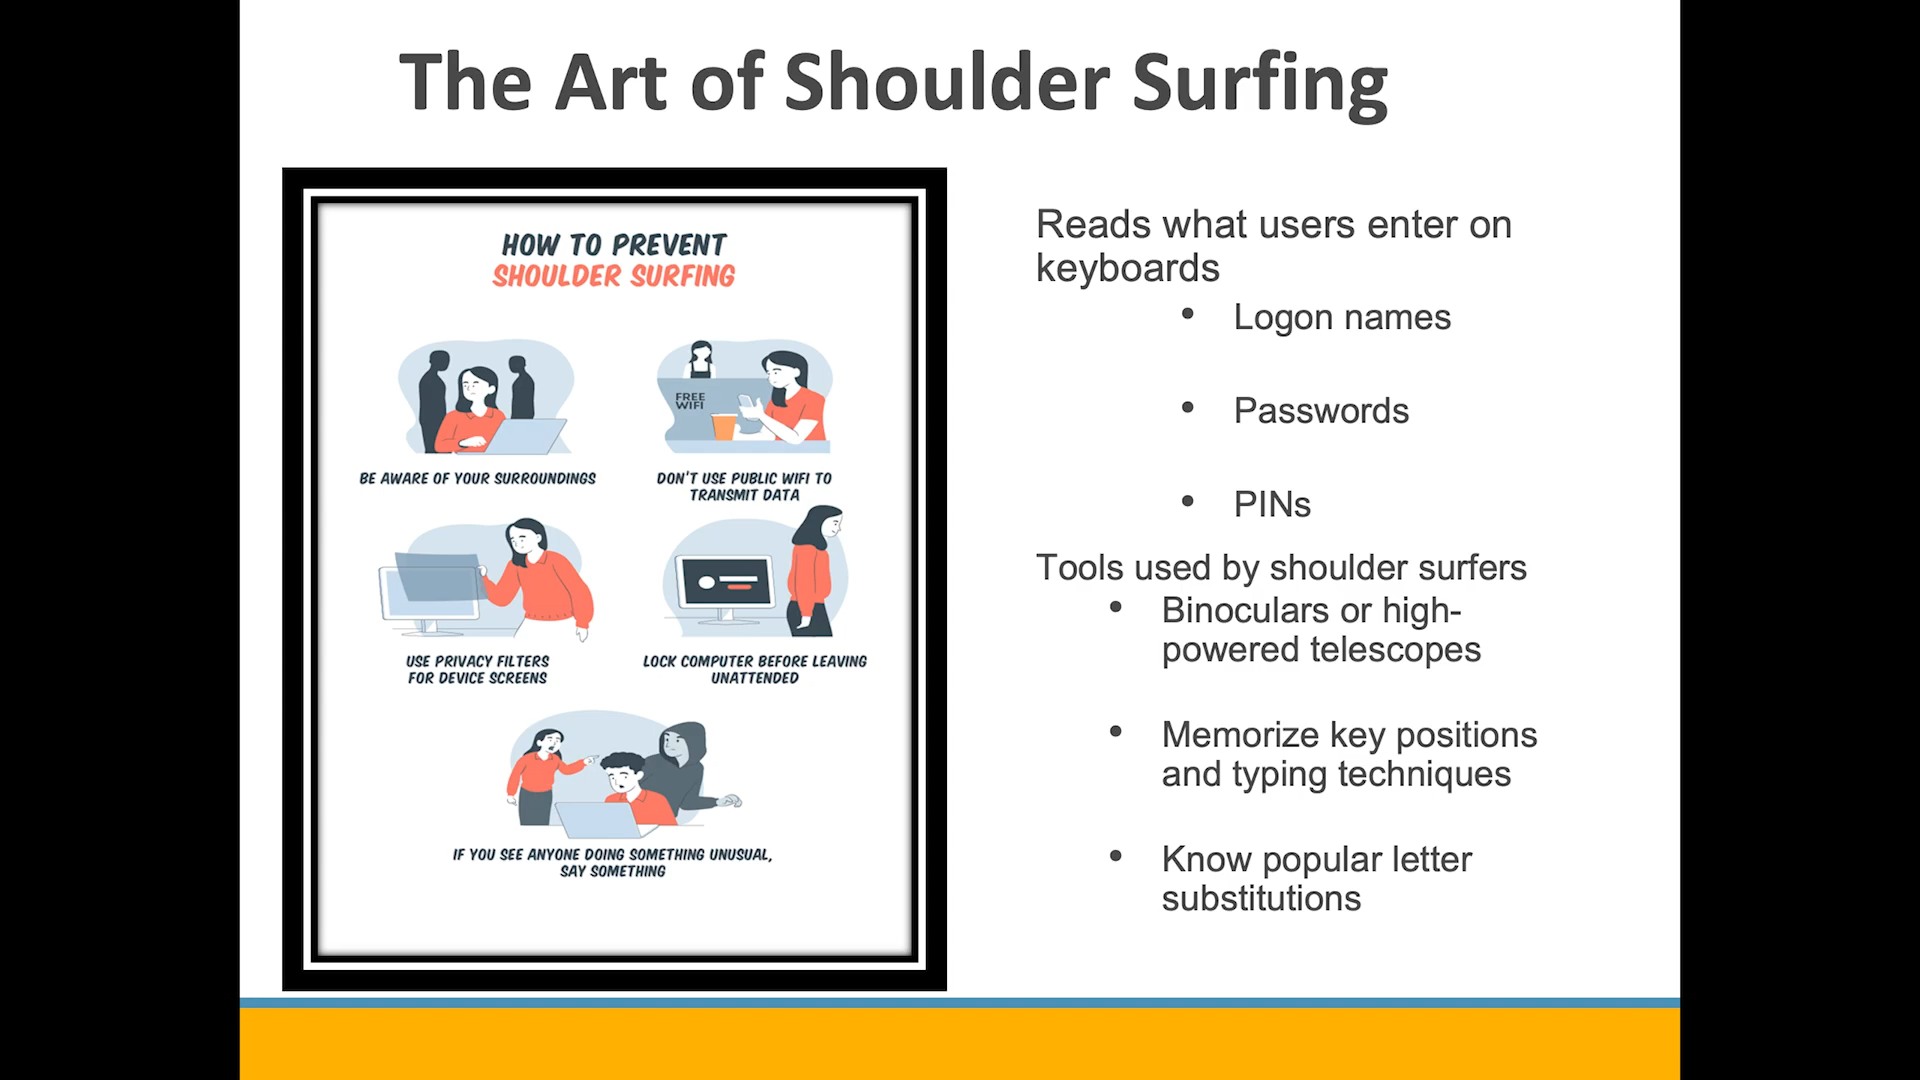 The Art of Shoulder Surfing
HOW TO PREVENT
SHOULDER SURFING
FREE
WIFI
BE AWARE OF YOUR SURROUNDINGS
DON'T USE PUBLIC WIFI TO
TRANSMIT DATA
USE PRIVACY FILTERS
FOR DEVICE SCREENS
LOCK COMPUTER BEFORE LEAVING
UNATTENDED
IF YOU SEE ANYONE DOING SOMETHING UNUSUAL,
SAY SOMETHING
Reads what users enter on
keyboards
• Logon names
• Passwords
• PINs
Tools used by shoulder surfers
• Binoculars or high-
powered telescopes
• Memorize key positions
and typing techniques
• Know popular letter
substitutions